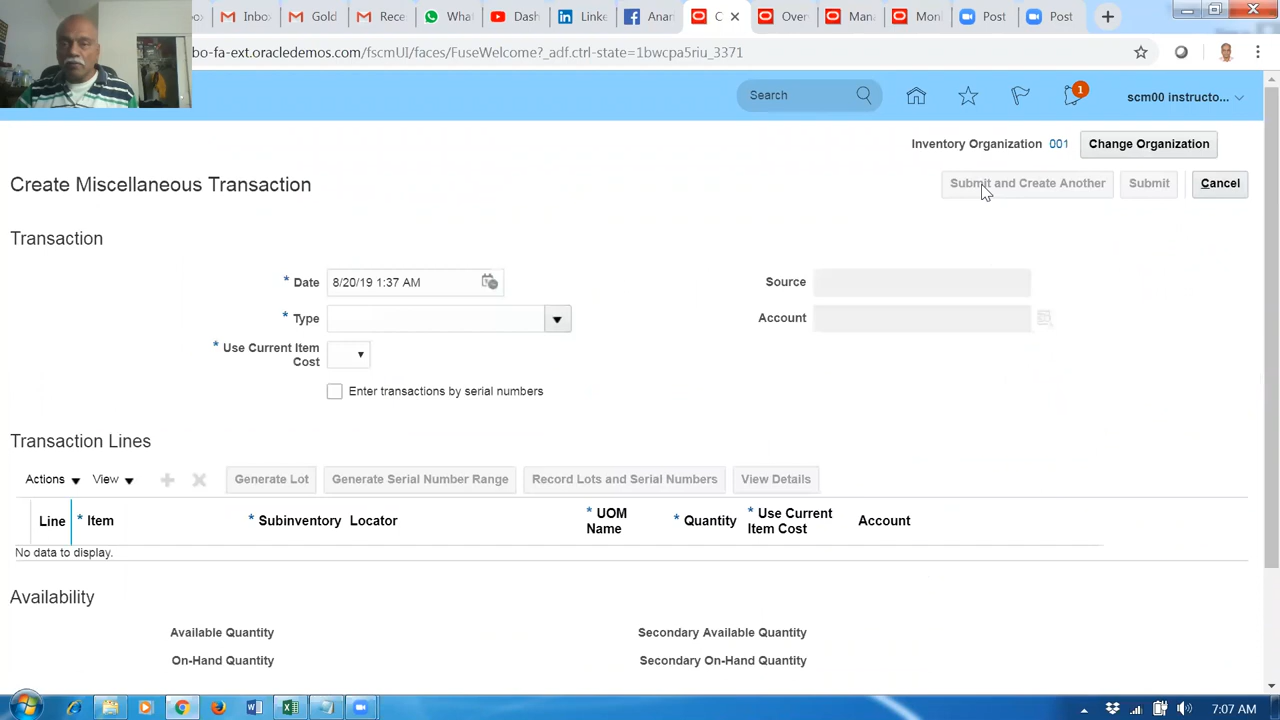 Inbo
Gold
Rece
Wha
Dash
Linke
Anan
C
Over
Mana
Post
Post
bo-fa-ext.oracledemos.com/fscmUI/faces/FuseWelcome?_adf.ctrl-state=1bwcpa5riu_3371
Search
1
scm00 instructo...
Inventory Organization 001 Change Organization
Create Miscellaneous Transaction
Submit and Create Another Submit Cancel
Transaction
* Date 8/20/19 1:37 AM
Source
* Type
Account
* Use Current Item
Cost
Enter transactions by serial numbers
Transaction Lines
Actions View Generate Lot Generate Serial Number Range Record Lots and Serial Numbers View Details
Line * Item * Subinventory Locator * UOM
Name * Quantity * Use Current
Item Cost Account
No data to display.
Availability
Available Quantity
Secondary Available Quantity
On-Hand Quantity
Secondary On-Hand Quantity
7:07 AM